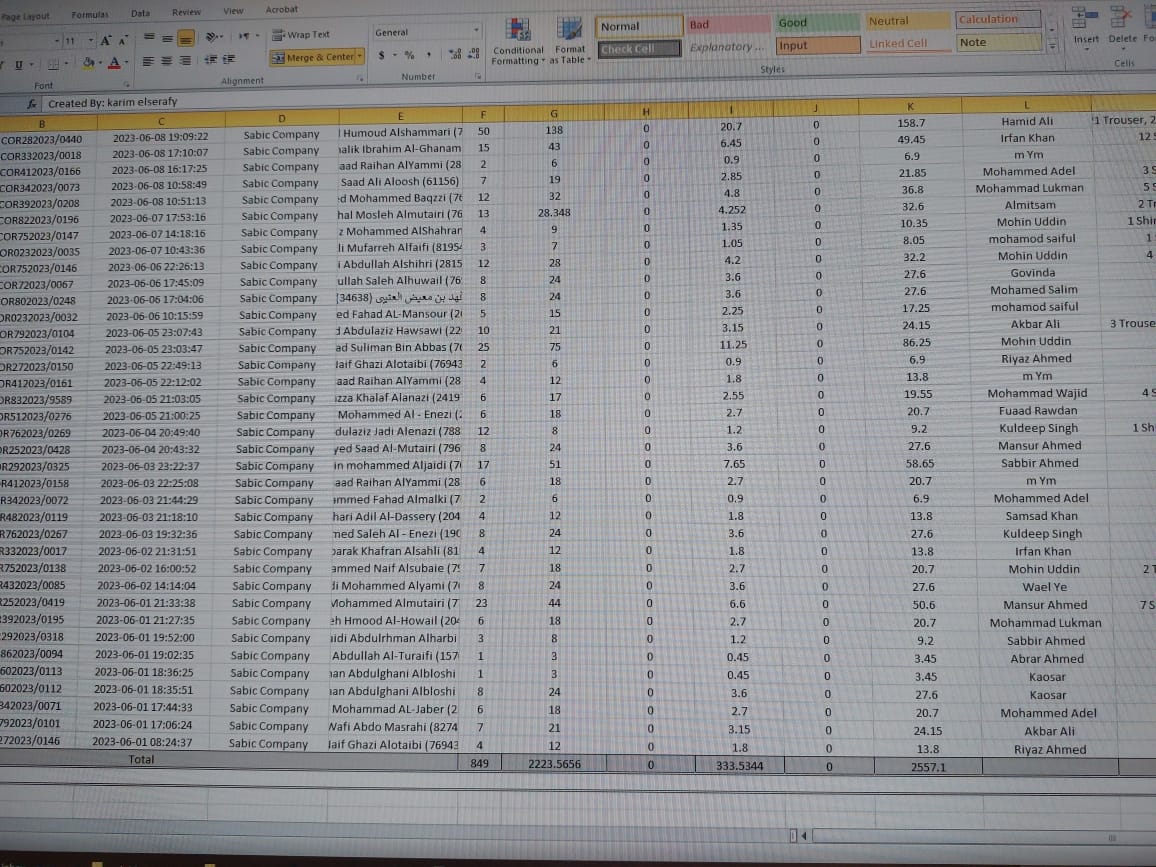 Page Layout Formulas Data Review View Acrobat
11 A A Wrap Text General Normal Bad Good Neutral Calculation
U A Merge & Center $ % , Conditional Formatting Format as Table Check Cell Explanatory ... Input Linked Cell Note Insert Delete
Font Alignment Number Styles Cells
fx Created By: karim elserafy
B C D E F G H I J K L
COR282023/0440 2023-06-08 19:09:22 Sabic Company Humoud Alshammari (7 50 138 0 20.7 0 158.7 Hamid Ali 1 Trouser, 2
COR332023/0018 2023-06-08 17:10:07 Sabic Company alik Ibrahim Al-Ghanam 15 43 0 6.45 0 49.45 Irfan Khan 12
COR412023/0166 2023-06-08 16:17:25 Sabic Company aad Raihan AlYammi (28 2 6 0 0.9 0 6.9 m Ym
COR342023/0073 2023-06-08 10:58:49 Sabic Company Saad Ali Aloosh (61156) 7 19 0 2.85 0 21.85 Mohammed Adel 3 S
COR392023/0208 2023-06-08 10:51:13 Sabic Company d Mohammed Baqzzi (76 12 32 0 4.8 0 36.8 Mohammad Lukman 5 S
COR822023/0196 2023-06-07 17:53:16 Sabic Company hal Mosleh Almutairi (76 13 28.348 0 4.252 0 32.6 Almitsam 2 T
COR752023/0147 2023-06-07 14:18:16 Sabic Company z Mohammed AlShahran 4 9 0 1.35 0 10.35 Mohin Uddin 1 Shi
OR0232023/0035 2023-06-07 10:43:36 Sabic Company li Mufarreh Alfaifi (81954 3 7 0 1.05 0 8.05 mohamod saiful 1
COR752023/0146 2023-06-06 22:26:13 Sabic Company i Abdullah Alshihri (2815 12 28 0 4.2 0 32.2 Mohin Uddin 4
COR72023/0067 2023-06-06 17:45:09 Sabic Company ullah Saleh Alhuwail (76 8 24 0 3.6 0 27.6 Govinda
COR802023/0248 2023-06-06 17:04:06 Sabic Company فهد بن معيض العتيبي (34638) 8 24 0 3.6 0 27.6 Mohamed Salim
OR0232023/0032 2023-06-06 10:15:59 Sabic Company ed Fahad AL-Mansour (2 5 15 0 2.25 0 17.25 mohamod saiful
OR792023/0104 2023-06-05 23:07:43 Sabic Company d Abdulaziz Hawsawi (22 10 21 0 3.15 0 24.15 Akbar Ali 3 Trouse
OR752023/0142 2023-06-05 23:03:47 Sabic Company ad Suliman Bin Abbas (76 25 75 0 11.25 0 86.25 Mohin Uddin
OR272023/0150 2023-06-05 22:49:13 Sabic Company laif Ghazi Alotaibi (76943 2 6 0 0.9 0 6.9 Riyaz Ahmed
OR412023/0161 2023-06-05 22:12:02 Sabic Company aad Raihan AlYammi (28 4 12 0 1.8 0 13.8 m Ym
OR832023/9589 2023-06-05 21:03:05 Sabic Company zza Khalaf Alanazi (2419 6 17 0 2.55 0 19.55 Mohammad Wajid 4 S
OR512023/0276 2023-06-05 21:00:25 Sabic Company Mohammed Al - Enezi (2 6 18 0 2.7 0 20.7 Fuaad Rawdan
OR762023/0269 2023-06-04 20:49:40 Sabic Company dulaziz Jadi Alenazi (788 12 8 0 1.2 0 9.2 Kuldeep Singh 1 Sh
R252023/0428 2023-06-04 20:43:32 Sabic Company yed Saad Al-Mutairi (796 8 24 0 3.6 0 27.6 Mansur Ahmed
R292023/0325 2023-06-03 23:22:37 Sabic Company in mohammed Aljaidi (76 17 51 0 7.65 0 58.65 Sabbir Ahmed
R412023/0158 2023-06-03 22:25:08 Sabic Company aad Raihan AlYammi (28 6 18 0 2.7 0 20.7 m Ym
R342023/0072 2023-06-03 21:44:29 Sabic Company ammed Fahad Almalki (7 2 6 0 0.9 0 6.9 Mohammed Adel
R482023/0119 2023-06-03 21:18:10 Sabic Company hari Adil Al-Dassery (204 4 12 0 1.8 0 13.8 Samsad Khan
R762023/0267 2023-06-03 19:32:36 Sabic Company med Saleh Al - Enezi (190 8 24 0 3.6 0 27.6 Kuldeep Singh
R332023/0017 2023-06-02 21:31:51 Sabic Company barak Khafran Alsahli (81 4 12 0 1.8 0 13.8 Irfan Khan
R752023/0138 2023-06-02 16:00:52 Sabic Company ammed Naif Alsubaie (75 7 18 0 2.7 0 20.7 Mohin Uddin 2 T
R432023/0085 2023-06-02 14:14:04 Sabic Company di Mohammed Alyami (7 8 24 0 3.6 0 27.6 Wael Ye
R252023/0419 2023-06-01 21:33:38 Sabic Company Mohammed Almutairi (7 23 44 0 6.6 0 50.6 Mansur Ahmed 7 S
392023/0195 2023-06-01 21:27:35 Sabic Company eh Hmood Al-Howail (204 6 18 0 2.7 0 20.7 Mohammad Lukman
292023/0318 2023-06-01 19:52:00 Sabic Company aidi Abdulrhman Alharbi 3 8 0 1.2 0 9.2 Sabbir Ahmed
862023/0094 2023-06-01 19:02:35 Sabic Company Abdullah Al-Turaifi (157 1 3 0 0.45 0 3.45 Abrar Ahmed
602023/0113 2023-06-01 18:36:25 Sabic Company an Abdulghani Albloshi 1 3 0 0.45 0 3.45 Kaosar
602023/0112 2023-06-01 18:35:51 Sabic Company an Abdulghani Albloshi 8 24 0 3.6 0 27.6 Kaosar
342023/0071 2023-06-01 17:44:33 Sabic Company Mohammad AL-Jaber (2 6 18 0 2.7 0 20.7 Mohammed Adel
792023/0101 2023-06-01 17:06:24 Sabic Company Wafi Abdo Masrahi (8274 7 21 0 3.15 0 24.15 Akbar Ali
272023/0146 2023-06-01 08:24:37 Sabic Company laif Ghazi Alotaibi (76943 4 12 0 1.8 0 13.8 Riyaz Ahmed
Total 849 2223.5656 0 333.5344 0 2557.1